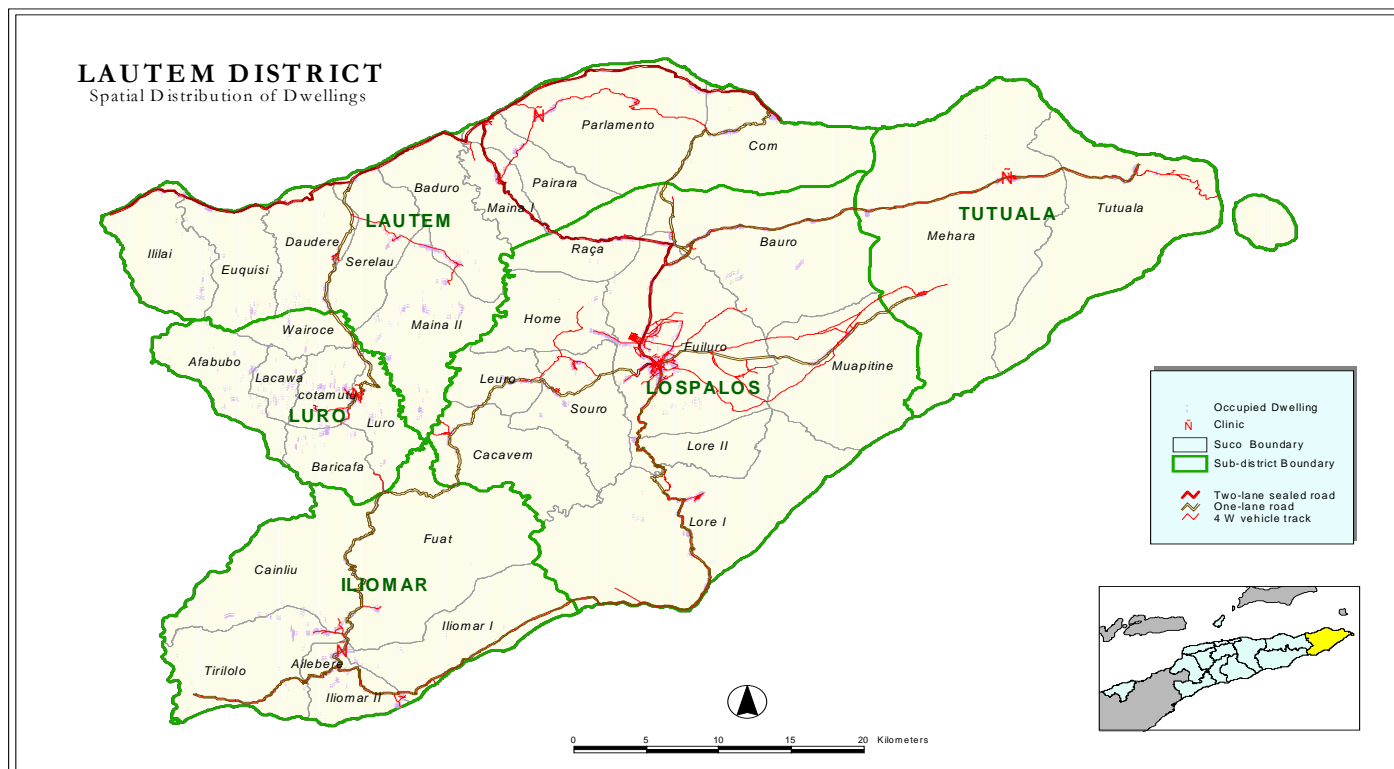 LAUTEM DISTRICT
Spatial Distribution of Dwellings
Parlamento
Com
Pairara
Baduro
Maina I
LAUTEM
TUTUALA
Tutuala
Mehara
Daudere
Ililai
Euquisi
Serelau
Raça
Bauro
Home
Maina II
Wairoce
Afabubo
Lacawa
cotamutu
LURO
Luro
Baricafa
Fuiluro
Leuro
LOSPALOS
Muapitine
Souro
Cacavem
Lore II
Lore I
Fuat
Cainliu
ILIOMAR
Iliomar I
Tirilolo
Ailebere
Iliomar II
Ñ
Ñ
Ñ
Occupied Dwelling
Ñ Clinic
Suco Boundary
Sub-district Boundary
Two-lane sealed road
One-lane road
4 W vehicle track
0 5 10 15 20 Kilometers